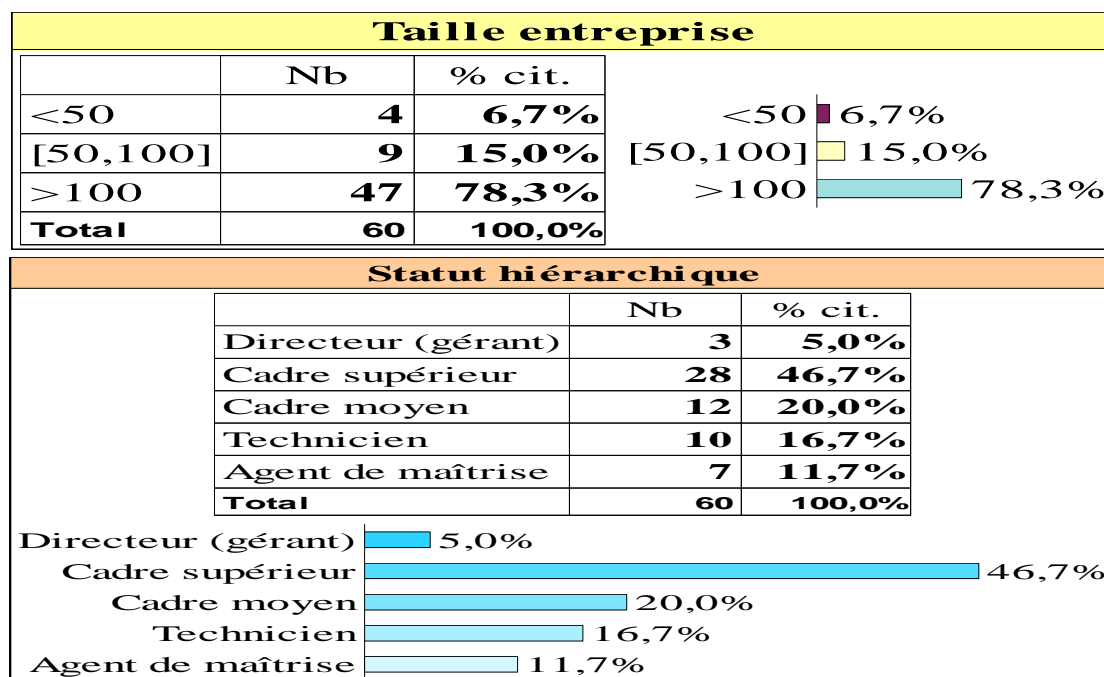 Taille entreprise
Nb % cit.
<50 4 6,7%
[50,100] 9 15,0%
>100 47 78,3%
Total 60 100,0%
<50 6,7%
[50,100] 15,0%
>100 78,3%
Statut hiérarchique
Nb % cit.
Directeur (gérant) 3 5,0%
Cadre supérieur 28 46,7%
Cadre moyen 12 20,0%
Technicien 10 16,7%
Agent de maîtrise 7 11,7%
Total 60 100,0%
Directeur (gérant) 5,0%
Cadre supérieur 46,7%
Cadre moyen 20,0%
Technicien 16,7%
Agent de maîtrise 11,7%